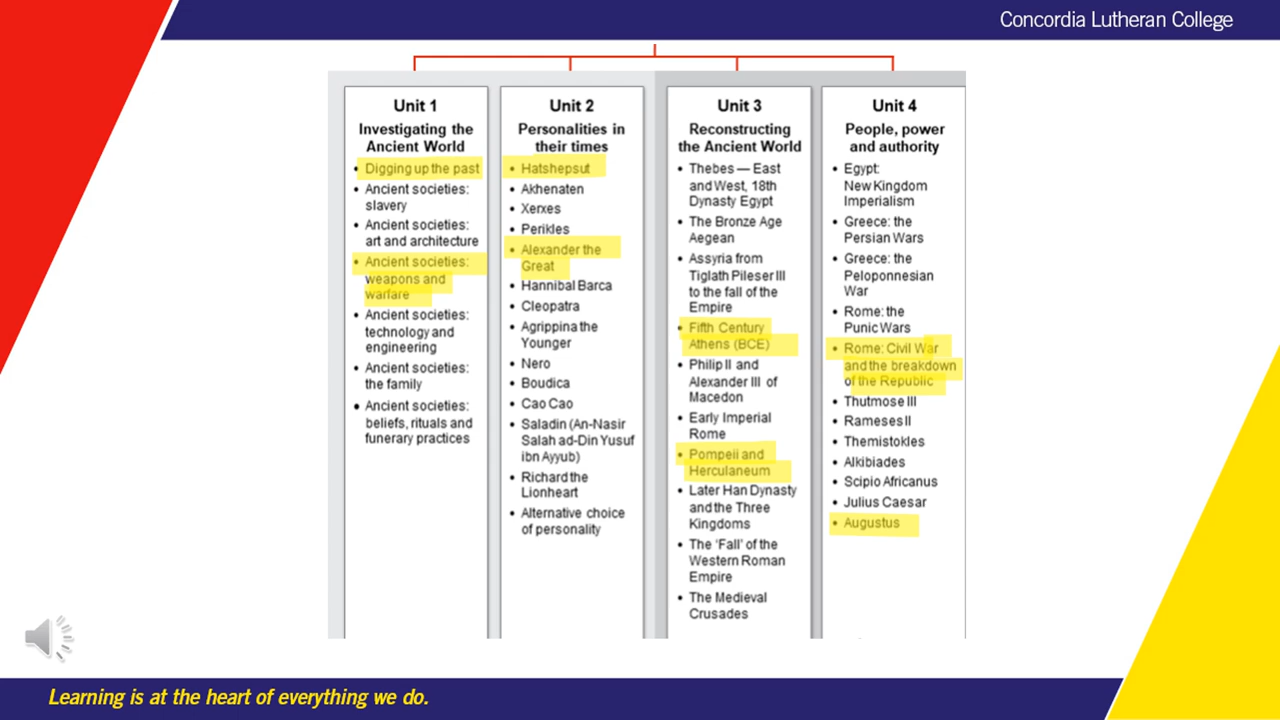 Concordia Lutheran College
Unit 1
Investigating the
Ancient World
• Digging up the past
• Ancient societies:
slavery
• Ancient societies:
art and architecture
• Ancient societies:
weapons and
warfare
• Ancient societies:
technology and
engineering
• Ancient societies:
the family
• Ancient societies:
beliefs, rituals and
funerary practices
Unit 2
Personalities in
their times
• Hatshepsut
• Akhenaten
• Xerxes
• Perikles
• Alexander the
Great
• Hannibal Barca
• Cleopatra
• Agrippina the
Younger
• Nero
• Boudica
• Cao Cao
• Saladin (An-Nasir
Salah ad-Din Yusuf
ibn Ayyub)
• Richard the
Lionheart
• Alternative choice
of personality
Unit 3
Reconstructing
the Ancient World
• Thebes — East
and West, 18th
Dynasty Egypt
• The Bronze Age
Aegean
• Assyria from
Tiglath Pileser III
to the fall of the
Empire
• Fifth Century
Athens (BCE)
• Philip II and
Alexander III of
Macedon
• Early Imperial
Rome
• Pompeii and
Herculaneum
• Later Han Dynasty
and the Three
Kingdoms
• The ‘Fall’ of the
Western Roman
Empire
• The Medieval
Crusades
Unit 4
People, power
and authority
• Egypt:
New Kingdom
Imperialism
• Greece: the
Persian Wars
• Greece: the
Peloponnesian
War
• Rome: the
Punic Wars
• Rome: Civil War
and the breakdown
of the Republic
• Thutmose III
• Rameses II
• Themistokles
• Alkibiades
• Scipio Africanus
• Julius Caesar
• Augustus
Learning is at the heart of everything we do.